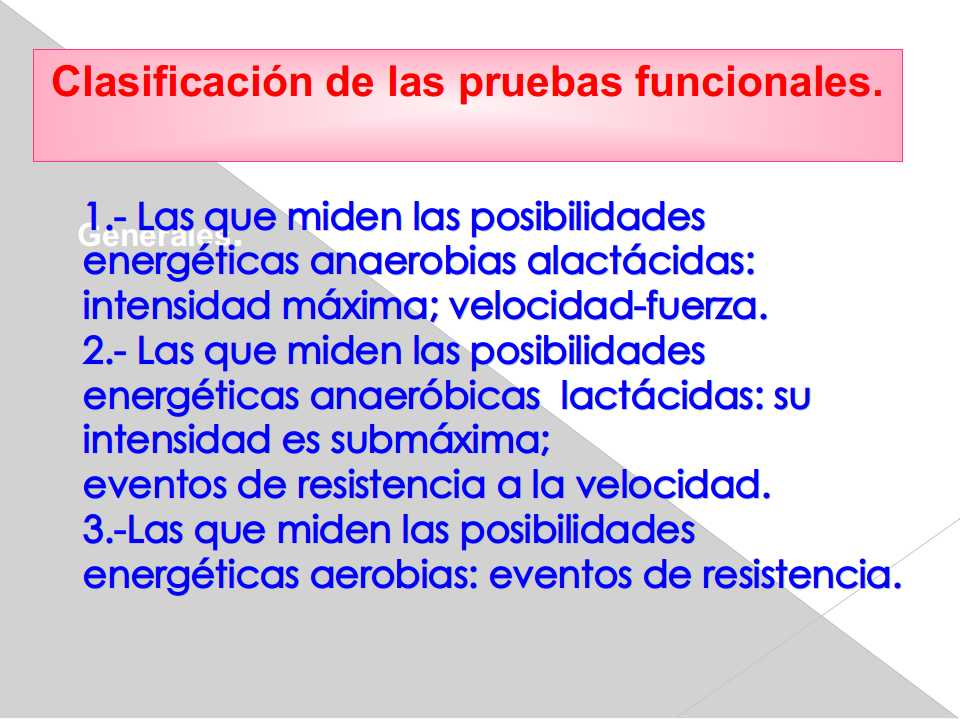 Clasificación de las pruebas funcionales.
Generales.
1.- Las que miden las posibilidades
energéticas anaerobias alactácidas:
intensidad máxima; velocidad-fuerza.
2.- Las que miden las posibilidades
energéticas anaeróbicas  lactácidas: su
intensidad es submáxima;
eventos de resistencia a la velocidad.
3.-Las que miden las posibilidades
energéticas aerobias: eventos de resistencia.